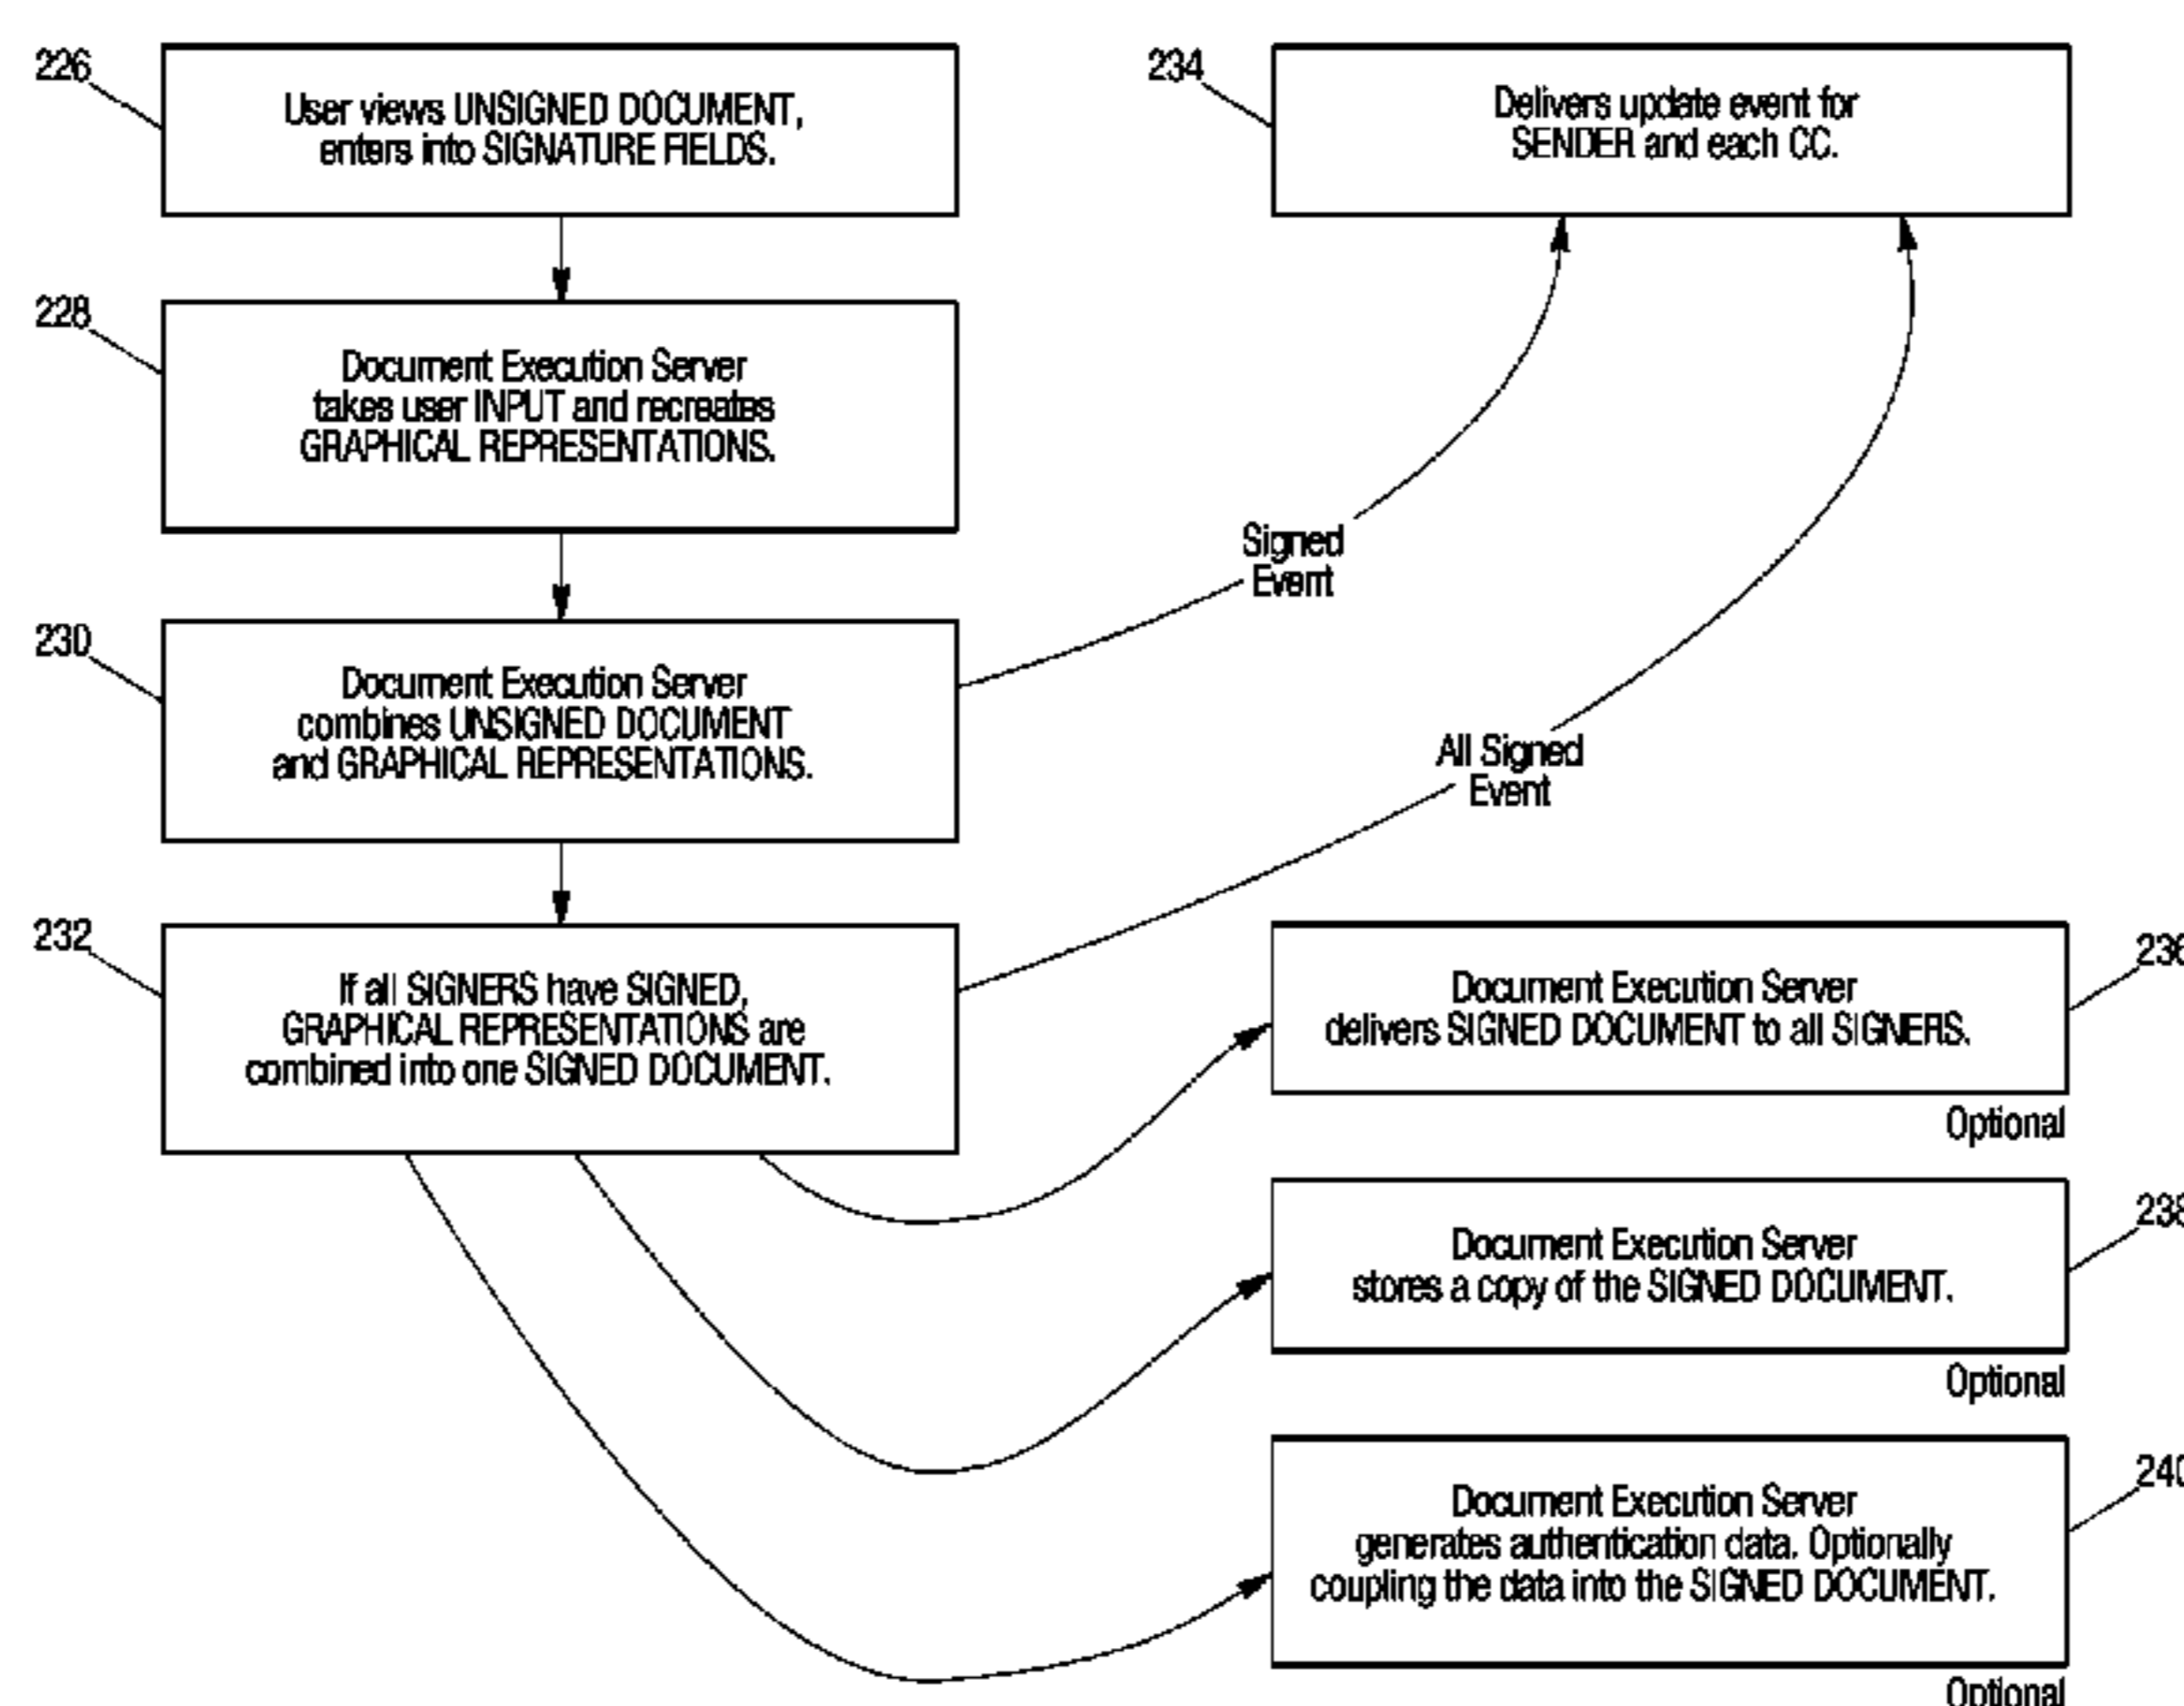 226
User views UNSIGNED DOCUMENT,
enters into SIGNATURE FIELDS.
234
Delivers update event for
SENDER and each CC.
228
Document Execution Server
takes user INPUT and recreates
GRAPHICAL REPRESENTATIONS.
Signed
Event
230
Document Execution Server
combines UNSIGNED DOCUMENT
and GRAPHICAL REPRESENTATIONS.
All Signed
Event
232
If all SIGNERS have SIGNED,
GRAPHICAL REPRESENTATIONS are
combined into one SIGNED DOCUMENT.
236
Document Execution Server
delivers SIGNED DOCUMENT to all SIGNERS.
Optional
238
Document Execution Server
stores a copy of the SIGNED DOCUMENT.
Optional
240
Document Execution Server
generates authentication data. Optionally
coupling the data into the SIGNED DOCUMENT.
Optional